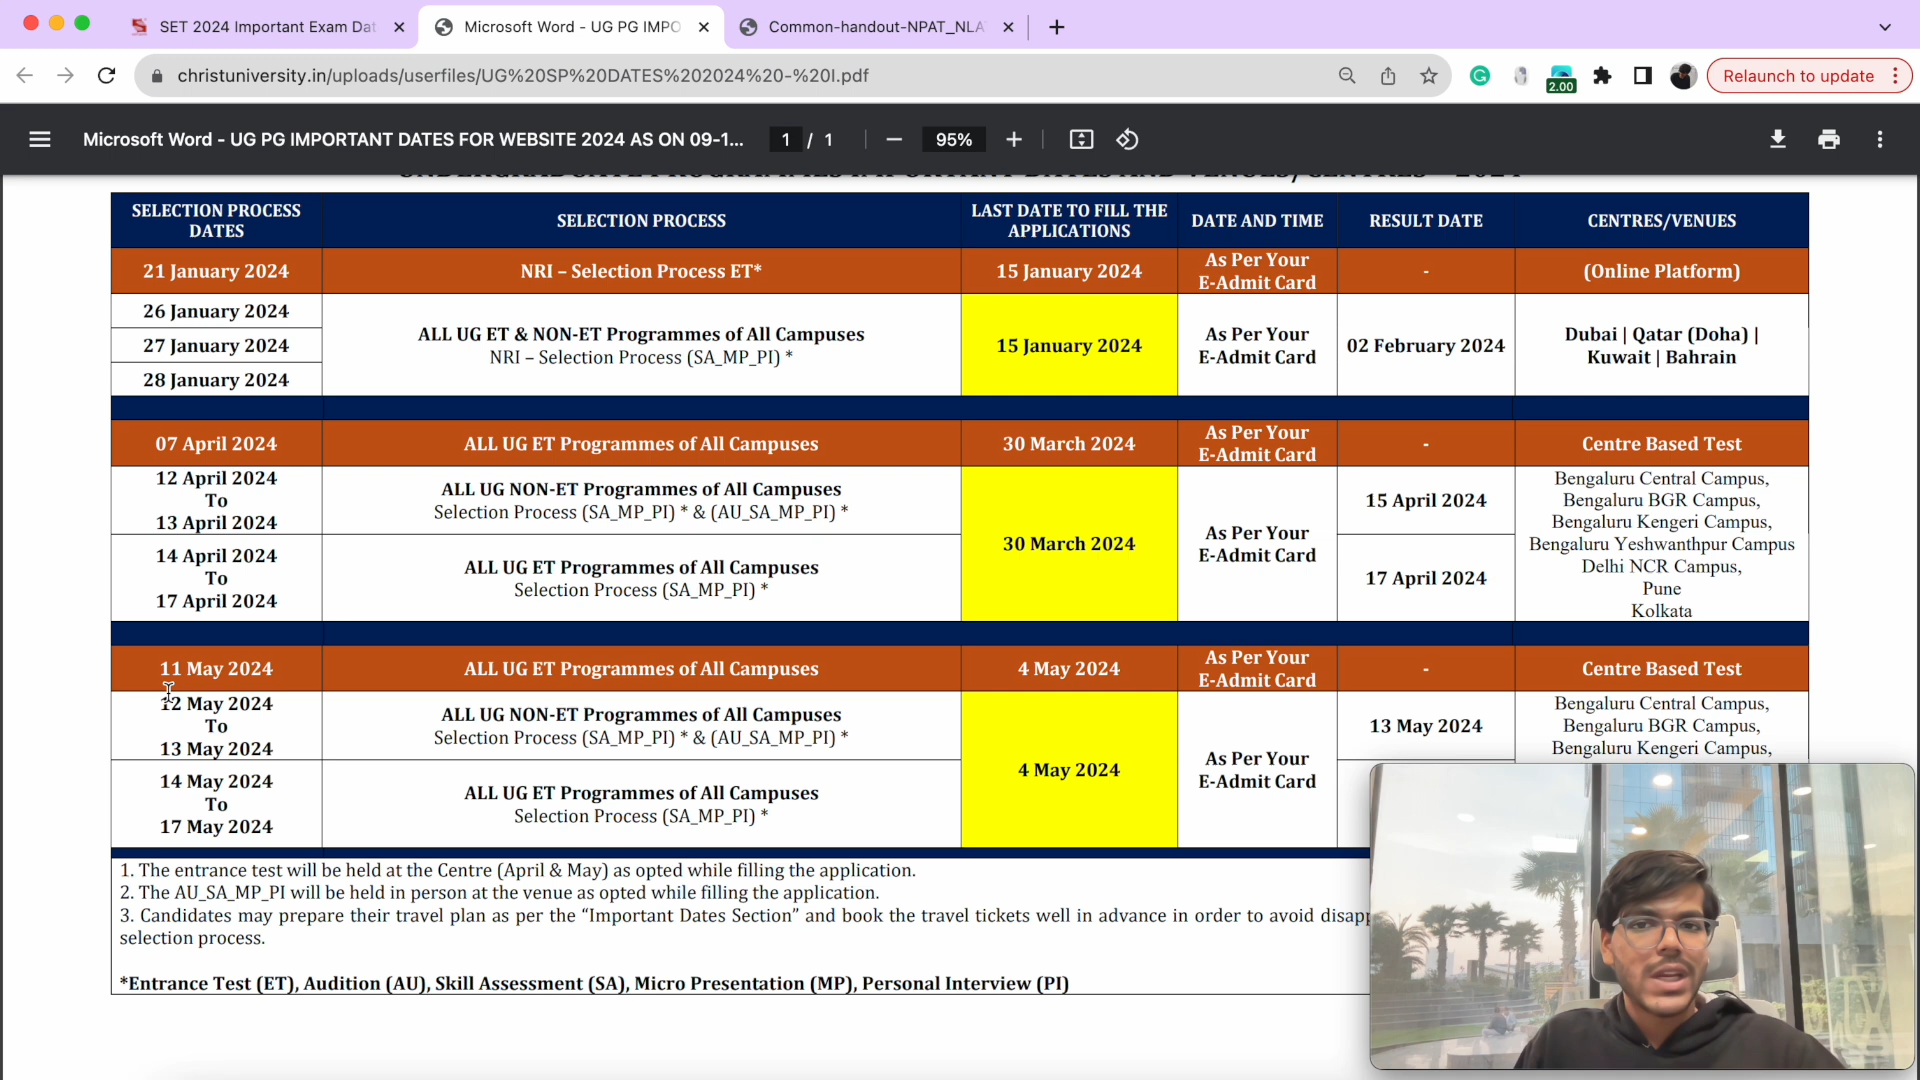 SET 2024 Important Exam Dat
Microsoft Word - UG PG IMPO
Common-handout-NPAT_NLA
christuniversity.in/uploads/userfiles/UG%20SP%20DATES%202024%20-%20I.pdf
2.00
Relaunch to update
Microsoft Word - UG PG IMPORTANT DATES FOR WEBSITE 2024 AS ON 09-1...
1 / 1
95%
UNDERGRADUATE PROGRAMMES IMPORTANT DATES AND VENUES/CENTRES – 2024
SELECTION PROCESS DATES
SELECTION PROCESS
LAST DATE TO FILL THE APPLICATIONS
DATE AND TIME
RESULT DATE
CENTRES/VENUES
21 January 2024
NRI – Selection Process ET*
15 January 2024
As Per Your
E-Admit Card
-
(Online Platform)
26 January 2024
27 January 2024
28 January 2024
ALL UG ET & NON-ET Programmes of All Campuses
NRI – Selection Process (SA_MP_PI) *
15 January 2024
As Per Your
E-Admit Card
02 February 2024
Dubai | Qatar (Doha) |
Kuwait | Bahrain
07 April 2024
ALL UG ET Programmes of All Campuses
30 March 2024
As Per Your
E-Admit Card
-
Centre Based Test
12 April 2024
To
13 April 2024
ALL UG NON-ET Programmes of All Campuses
Selection Process (SA_MP_PI) * & (AU_SA_MP_PI) *
30 March 2024
As Per Your
E-Admit Card
15 April 2024
Bengaluru Central Campus,
Bengaluru BGR Campus,
Bengaluru Kengeri Campus,
Bengaluru Yeshwanthpur Campus
Delhi NCR Campus,
Pune
Kolkata
14 April 2024
To
17 April 2024
ALL UG ET Programmes of All Campuses
Selection Process (SA_MP_PI) *
17 April 2024
11 May 2024
ALL UG ET Programmes of All Campuses
4 May 2024
As Per Your
E-Admit Card
-
Centre Based Test
12 May 2024
To
13 May 2024
ALL UG NON-ET Programmes of All Campuses
Selection Process (SA_MP_PI) * & (AU_SA_MP_PI) *
4 May 2024
As Per Your
E-Admit Card
13 May 2024
Bengaluru Central Campus,
Bengaluru BGR Campus,
Bengaluru Kengeri Campus,
14 May 2024
To
17 May 2024
ALL UG ET Programmes of All Campuses
Selection Process (SA_MP_PI) *
1. The entrance test will be held at the Centre (April & May) as opted while filling the application.
2. The AU_SA_MP_PI will be held in person at the venue as opted while filling the application.
3. Candidates may prepare their travel plan as per the “Important Dates Section” and book the travel tickets well in advance in order to avoid disapp
selection process.
*Entrance Test (ET), Audition (AU), Skill Assessment (SA), Micro Presentation (MP), Personal Interview (PI)